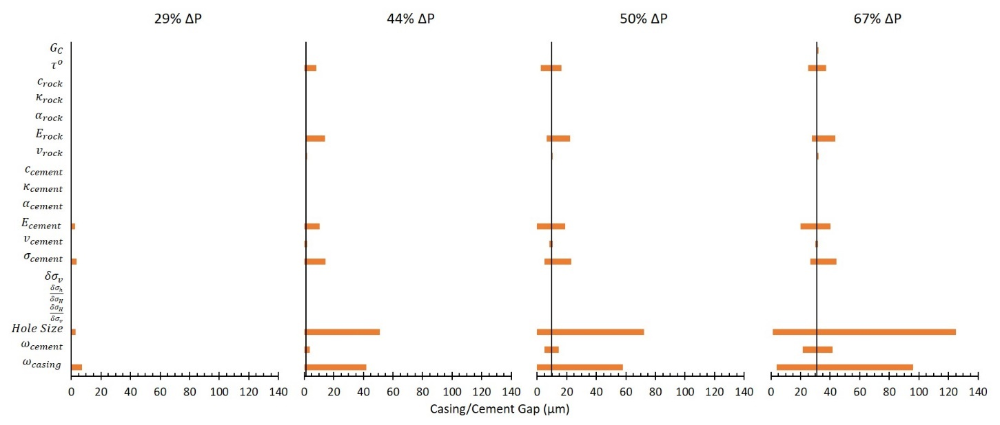 29% ΔP 44% ΔP 50% ΔP 67% ΔP
G_C
τ^o
c_rock
κ_rock
α_rock
E_rock
ν_rock
c_cement
κ_cement
α_cement
E_cement
ν_cement
σ_cement
δσ_v
δσ_h
δσ_H
δσ_H
δσ_v
Hole Size
ω_cement
ω_casing
0 20 40 60 80 100 120 140 0 20 40 60 80 100 120 140 0 20 40 60 80 100 120 140 0 20 40 60 80 100 120 140
Casing/Cement Gap (μm)